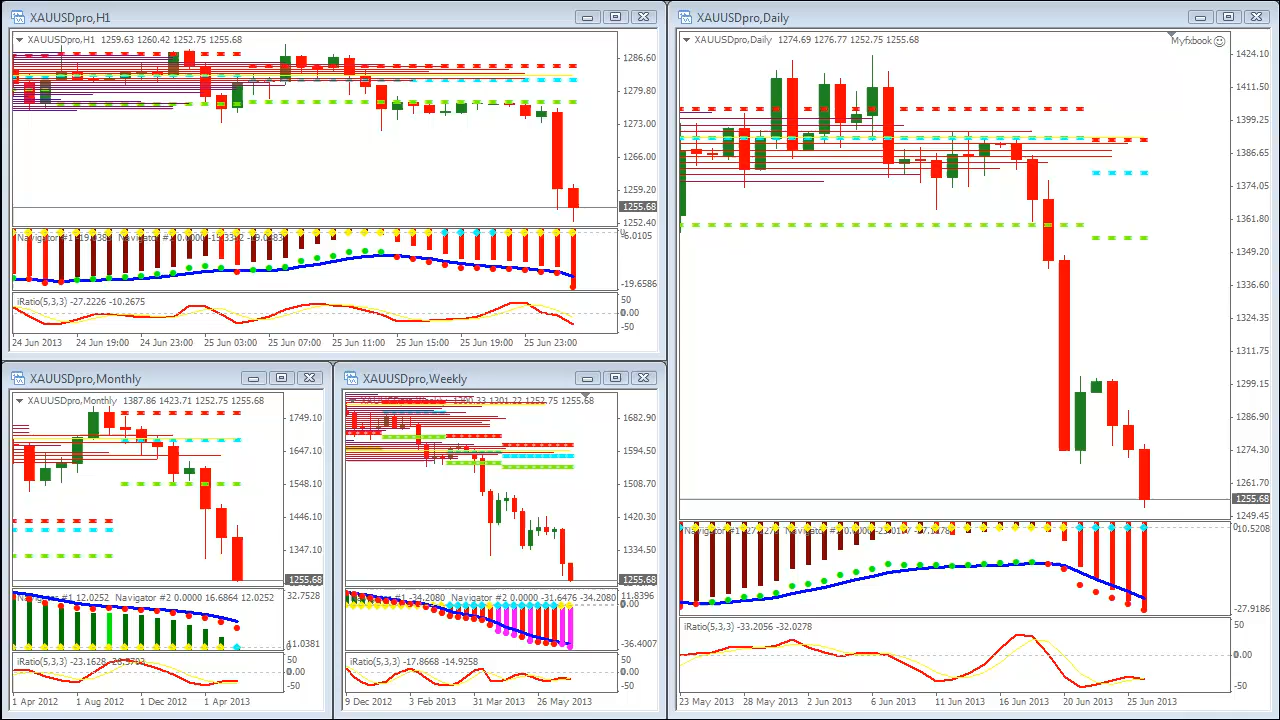 XAUUSDpro,H1
XAUUSDpro,H1 1259.63 1260.42 1252.75 1255.68
1286.60
1279.80
1273.00
1266.00
1259.20
1255.68
1252.40
-6.0105
-19.6586
iRatio(5,3,3) -27.2226 -10.2675
50
0.00
-50
24 Jun 2013
24 Jun 19:00
24 Jun 23:00
25 Jun 03:00
25 Jun 07:00
25 Jun 11:00
25 Jun 15:00
25 Jun 19:00
25 Jun 23:00
XAUUSDpro,Daily
XAUUSDpro,Daily 1274.69 1276.77 1252.75 1255.68
Myfxbook ☺
1424.10
1411.50
1399.25
1386.65
1374.05
1361.80
1349.20
1336.60
1324.35
1311.75
1299.15
1286.90
1274.30
1261.70
1255.68
1249.45
10.5208
-27.9186
iRatio(5,3,3) -33.2056 -32.0278
50
0.00
-50
23 May 2013
28 May 2013
2 Jun 2013
6 Jun 2013
11 Jun 2013
16 Jun 2013
20 Jun 2013
25 Jun 2013
XAUUSDpro,Monthly
XAUUSDpro,Monthly 1387.86 1423.71 1252.75 1255.68
1749.10
1647.10
1548.10
1446.10
1347.10
1255.68
Navigator #1 12.0252 Navigator #2 0.0000 16.6864 12.0252
32.7528
11.0381
iRatio(5,3,3) -23.1628
50
0.00
-50
1 Apr 2012
1 Aug 2012
1 Dec 2012
1 Apr 2013
XAUUSDpro,Weekly
1301.22 1252.75 1255.68
1682.90
1594.50
1508.70
1420.30
1334.50
1255.68
Navigator #1 -34.2080 Navigator #2 0.0000 -31.6476 -34.2080
11.8396
0.00
-36.4007
iRatio(5,3,3) -17.8668 -14.9258
50
0.00
-50
9 Dec 2012
3 Feb 2013
31 Mar 2013
26 May 2013